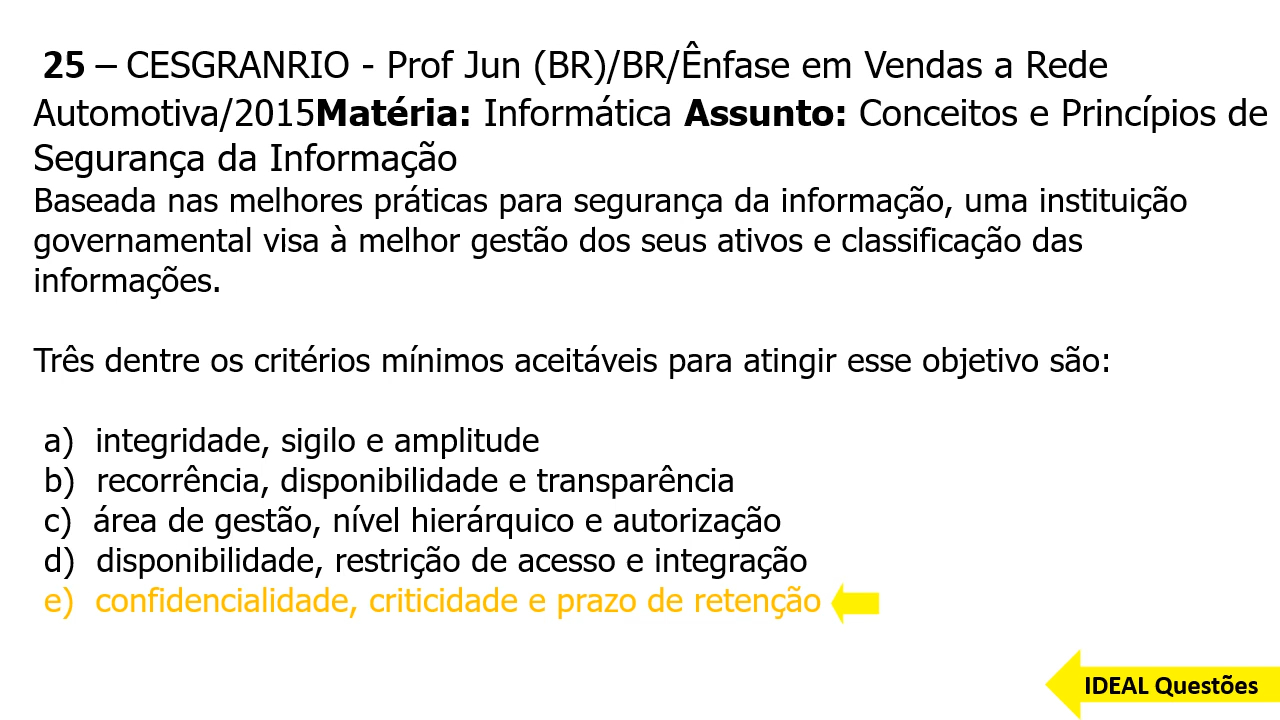 25 – CESGRANRIO - Prof Jun (BR)/BR/Ênfase em Vendas a Rede
Automotiva/2015Matéria: Informática Assunto: Conceitos e Princípios de
Segurança da Informação
Baseada nas melhores práticas para segurança da informação, uma instituição
governamental visa à melhor gestão dos seus ativos e classificação das
informações.
Três dentre os critérios mínimos aceitáveis para atingir esse objetivo são:
a) integridade, sigilo e amplitude
b) recorrência, disponibilidade e transparência
c) área de gestão, nível hierárquico e autorização
d) disponibilidade, restrição de acesso e integração
e) confidencialidade, criticidade e prazo de retenção
IDEAL Questões